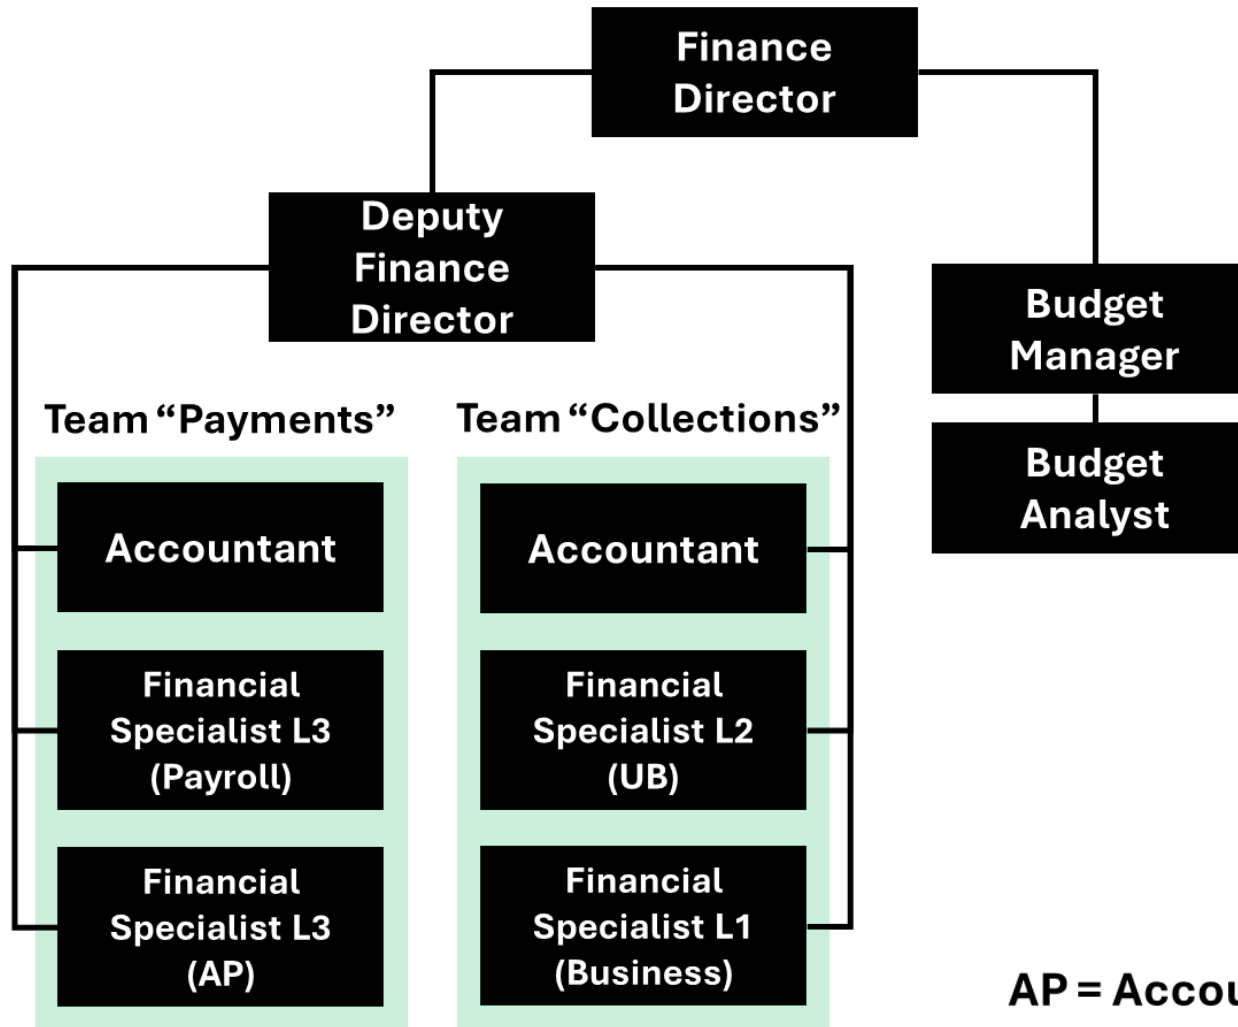 Finance
Director
Deputy
Finance
Director
Budget
Manager
Budget
Analyst
Team “Payments”
Accountant
Financial
Specialist L3
(Payroll)
Financial
Specialist L3
(AP)
Team “Collections”
Accountant
Financial
Specialist L2
(UB)
Financial
Specialist L1
(Business)
AP =